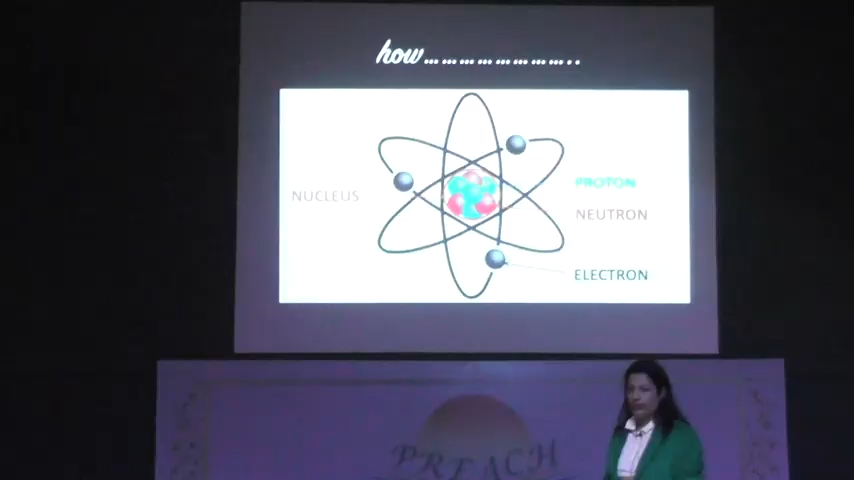 how.........................
NUCLEUS
PROTON
NEUTRON
ELECTRON
PREACH